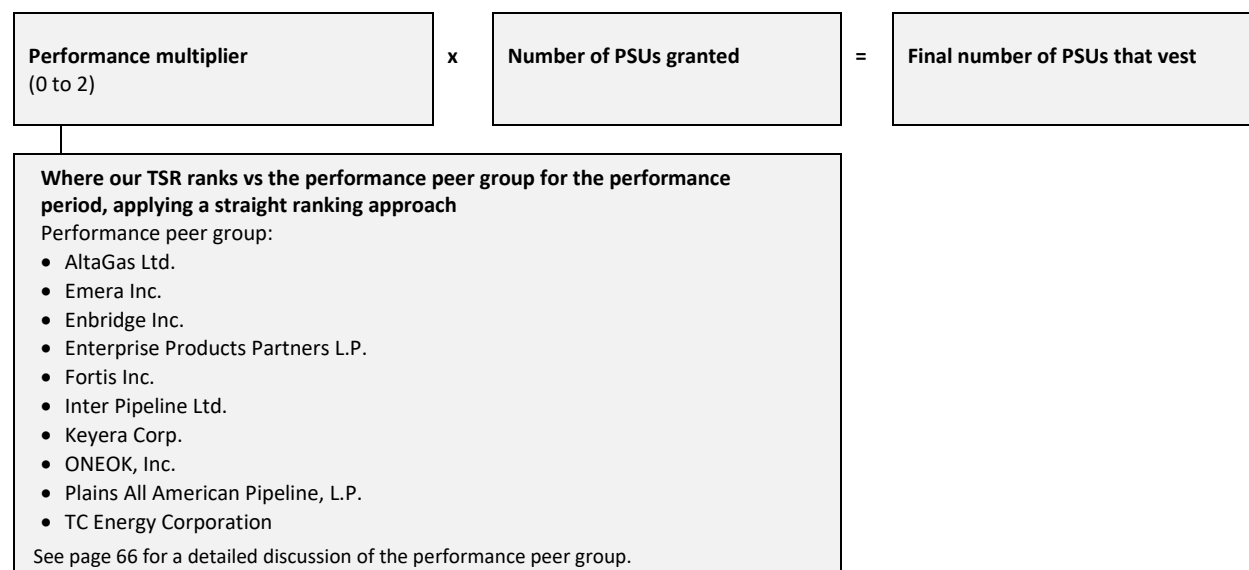 Performance multiplier
(0 to 2)
x
Number of PSUs granted
=
Final number of PSUs that vest
Where our TSR ranks vs the performance peer group for the performance
period, applying a straight ranking approach
Performance peer group:
• AltaGas Ltd.
• Emera Inc.
• Enbridge Inc.
• Enterprise Products Partners L.P.
• Fortis Inc.
• Inter Pipeline Ltd.
• Keyera Corp.
• ONEOK, Inc.
• Plains All American Pipeline, L.P.
• TC Energy Corporation
See page 66 for a detailed discussion of the performance peer group.